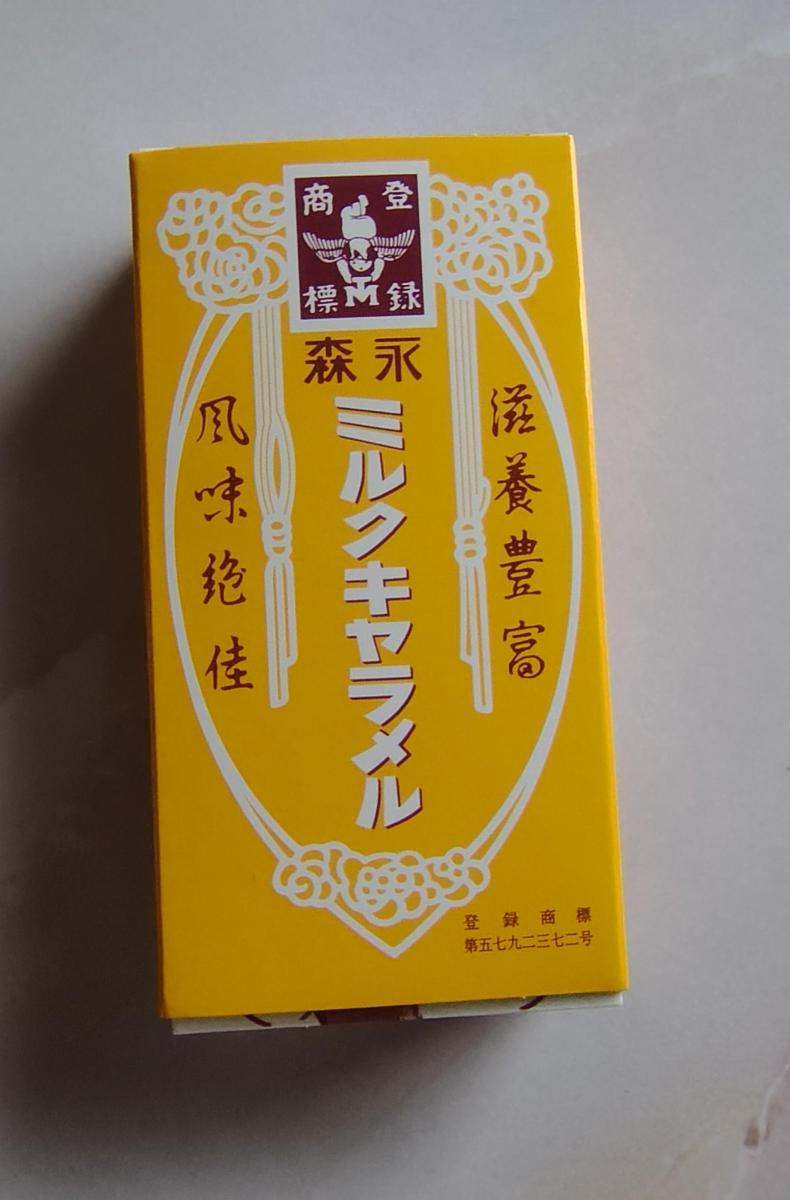 登録
商標
TM
森永
ミルクキャラメル
滋養豊富
風味絶佳
登録商標
第五七九二三七二号